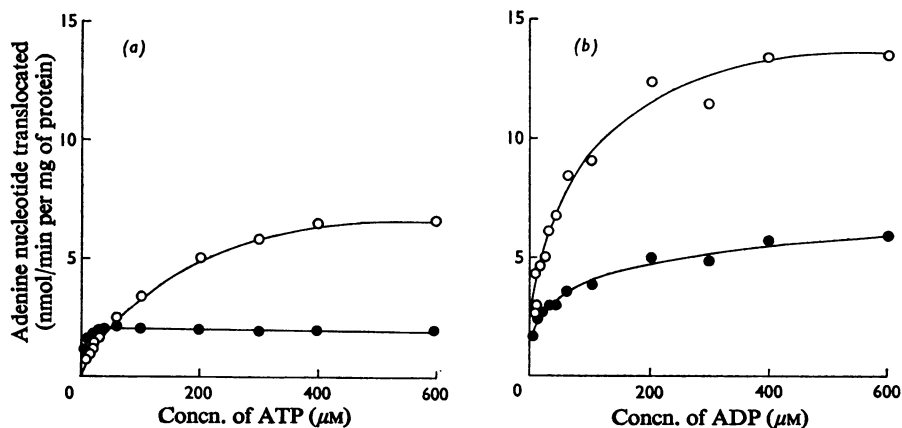 Adenine nucleotide translocated
(nmol/min per mg of protein)
(a)
15
10
5
0
200
400
600
Concn. of ATP (μM)
(b)
15
10
5
0
200
400
600
Concn. of ADP (μM)